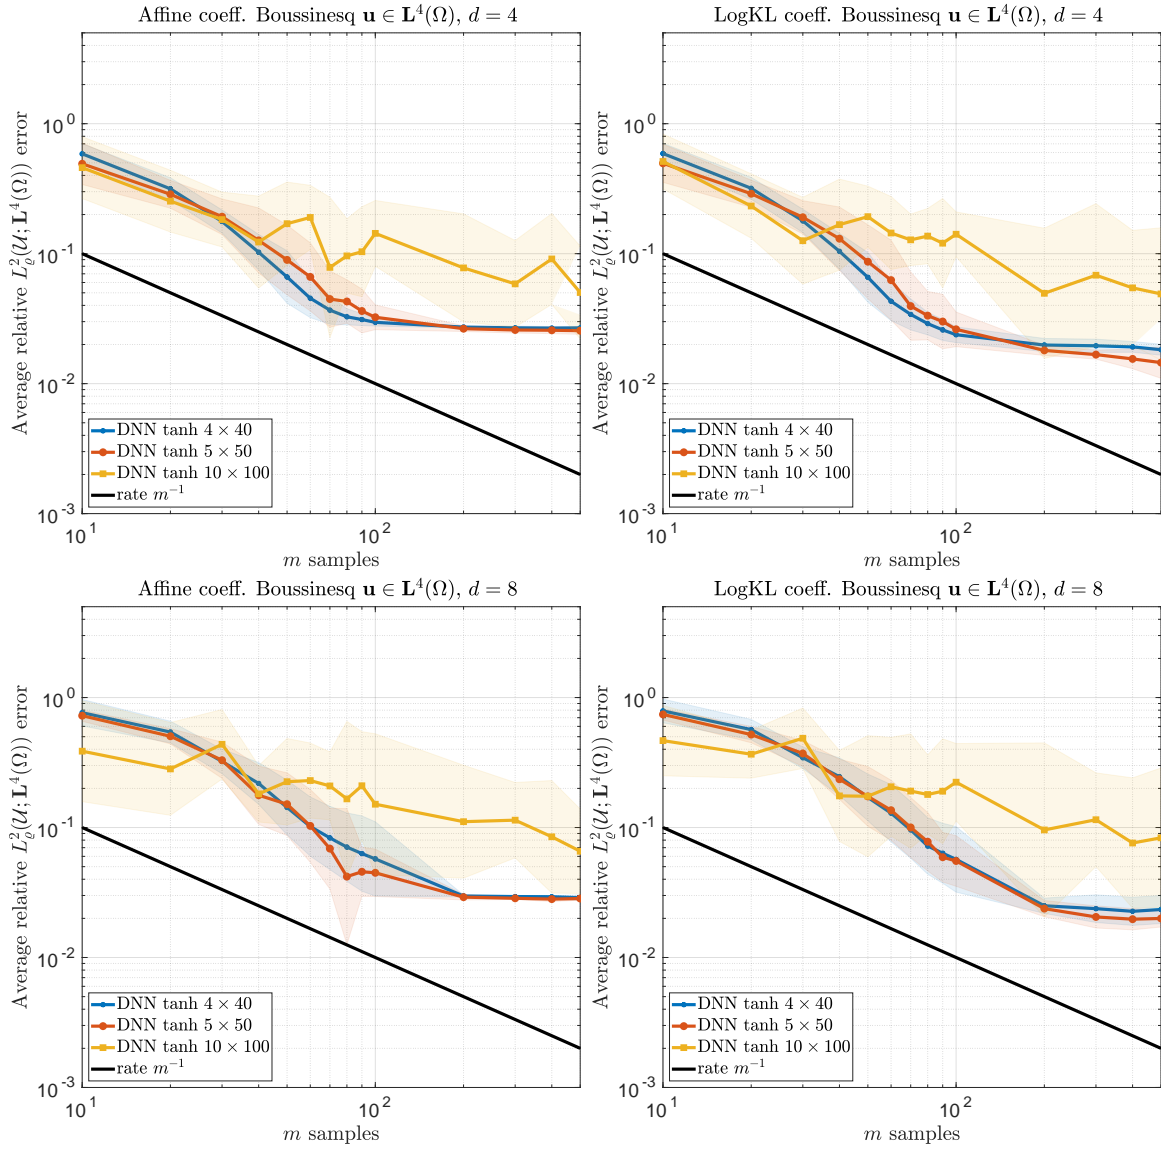 Affine coeff. Boussinesq u ∈ L⁴(Ω), d = 4
Average relative L²_ϱ(𝒰; L⁴(Ω)) error
10⁰
10⁻¹
10⁻²
10⁻³
DNN tanh 4 × 40
DNN tanh 5 × 50
DNN tanh 10 × 100
rate m⁻¹
10¹
10²
m samples
LogKL coeff. Boussinesq u ∈ L⁴(Ω), d = 4
Average relative L²_ϱ(𝒰; L⁴(Ω)) error
10⁰
10⁻¹
10⁻²
10⁻³
DNN tanh 4 × 40
DNN tanh 5 × 50
DNN tanh 10 × 100
rate m⁻¹
10¹
10²
m samples
Affine coeff. Boussinesq u ∈ L⁴(Ω), d = 8
Average relative L²_ϱ(𝒰; L⁴(Ω)) error
10⁰
10⁻¹
10⁻²
10⁻³
DNN tanh 4 × 40
DNN tanh 5 × 50
DNN tanh 10 × 100
rate m⁻¹
10¹
10²
m samples
LogKL coeff. Boussinesq u ∈ L⁴(Ω), d = 8
Average relative L²_ϱ(𝒰; L⁴(Ω)) error
10⁰
10⁻¹
10⁻²
10⁻³
DNN tanh 4 × 40
DNN tanh 5 × 50
DNN tanh 10 × 100
rate m⁻¹
10¹
10²
m samples